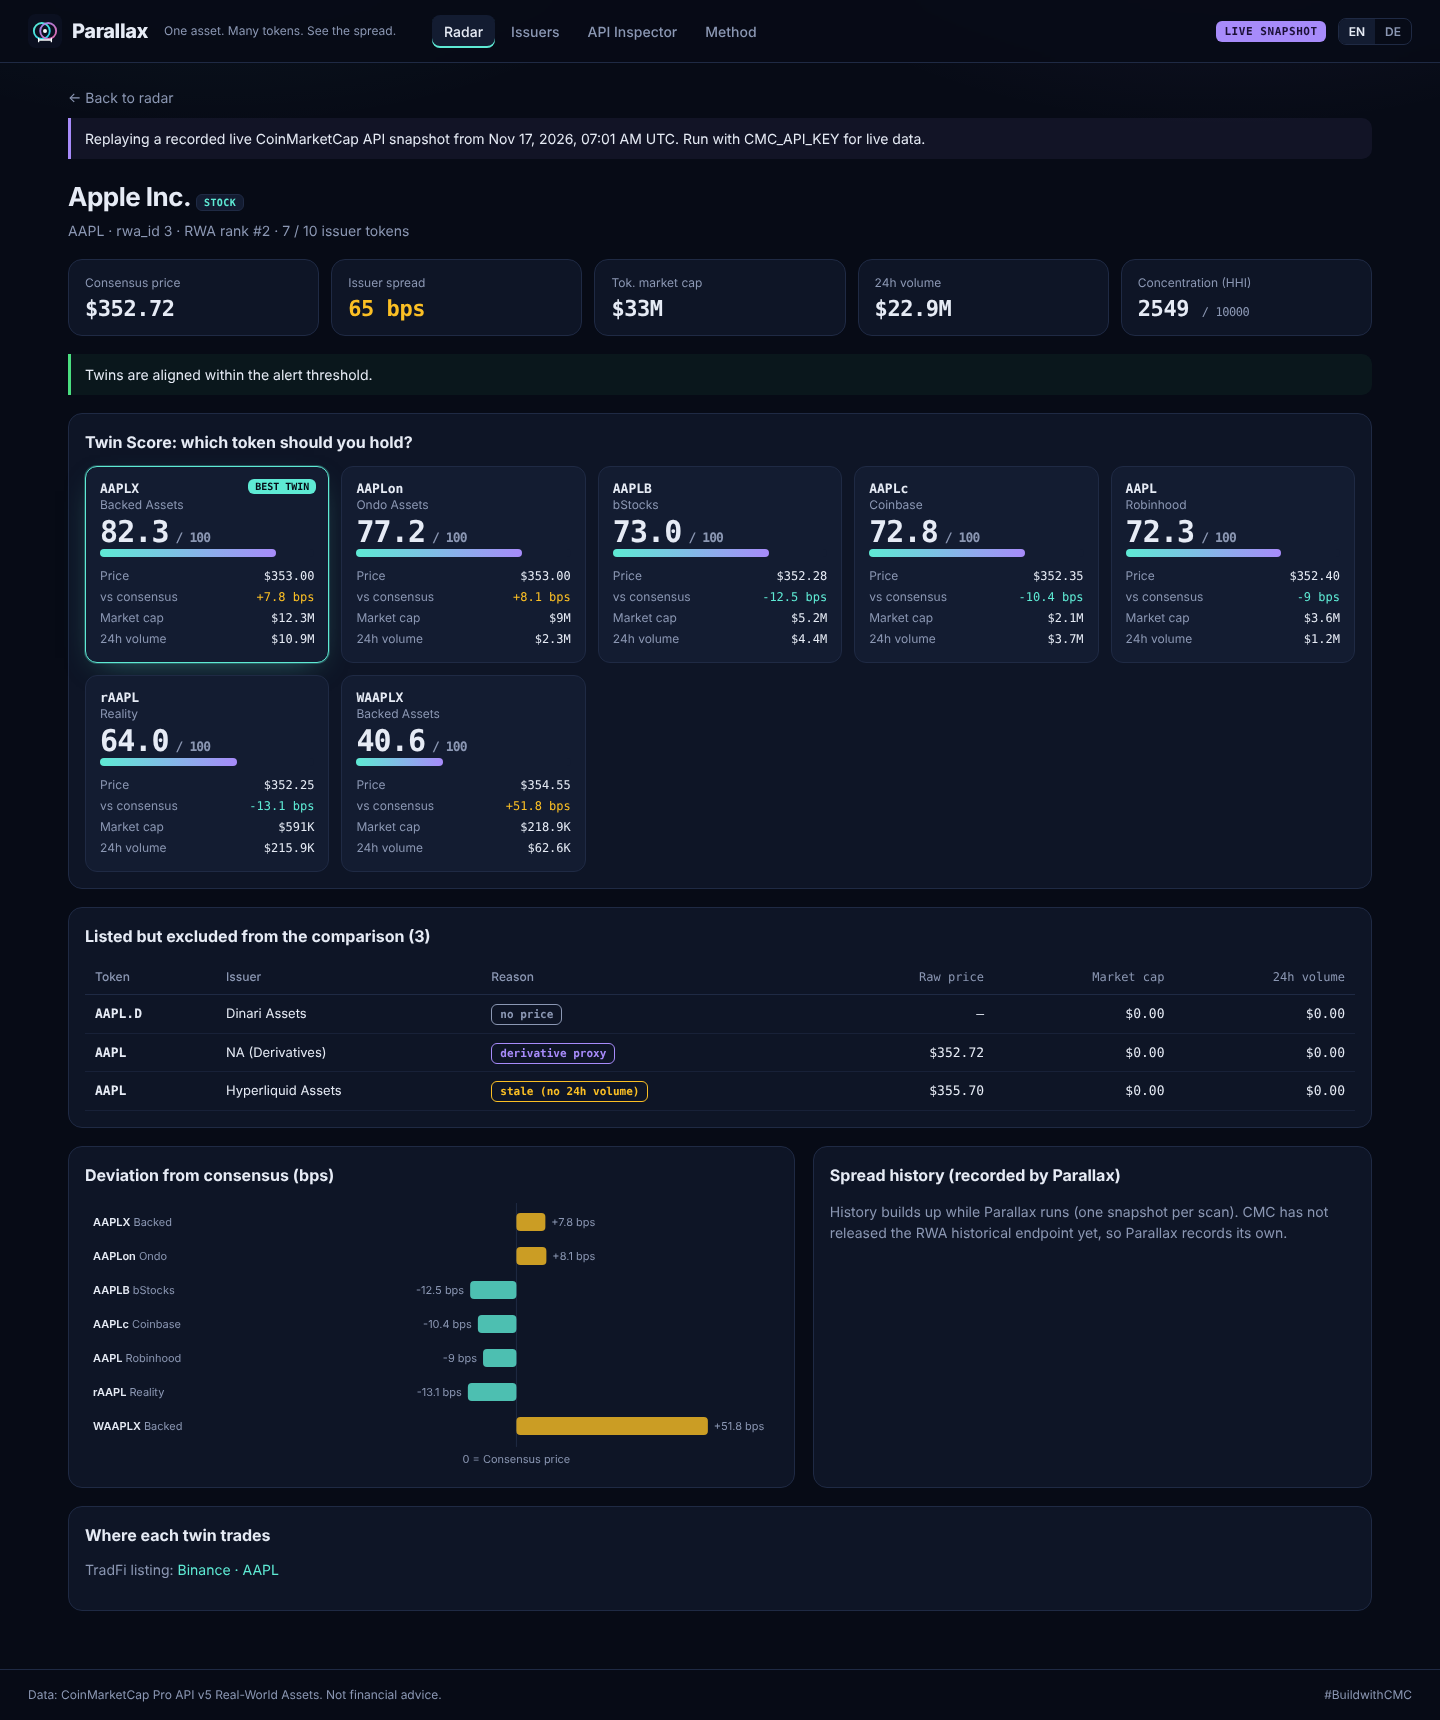 Parallax
One asset. Many tokens. See the spread.
Radar
Issuers
API Inspector
Method
LIVE SNAPSHOT
EN
DE
← Back to radar
Replaying a recorded live CoinMarketCap API snapshot from Nov 17, 2026, 07:01 AM UTC. Run with CMC_API_KEY for live data.
Apple Inc. STOCK
AAPL · rwa_id 3 · RWA rank #2 · 7 / 10 issuer tokens
Consensus price
$352.72
Issuer spread
65 bps
Tok. market cap
$33M
24h volume
$22.9M
Concentration (HHI)
2549 / 10000
Twins are aligned within the alert threshold.
Twin Score: which token should you hold?
AAPLX
BEST TWIN
Backed Assets
82.3 / 100
Price $353.00
vs consensus +7.8 bps
Market cap $12.3M
24h volume $10.9M
AAPLon
Ondo Assets
77.2 / 100
Price $353.00
vs consensus +8.1 bps
Market cap $9M
24h volume $2.3M
AAPLB
bStocks
73.0 / 100
Price $352.28
vs consensus -12.5 bps
Market cap $5.2M
24h volume $4.4M
AAPLc
Coinbase
72.8 / 100
Price $352.35
vs consensus -10.4 bps
Market cap $2.1M
24h volume $3.7M
AAPL
Robinhood
72.3 / 100
Price $352.40
vs consensus -9 bps
Market cap $3.6M
24h volume $1.2M
rAAPL
Reality
64.0 / 100
Price $352.25
vs consensus -13.1 bps
Market cap $591K
24h volume $215.9K
WAAPLX
Backed Assets
40.6 / 100
Price $354.55
vs consensus +51.8 bps
Market cap $218.9K
24h volume $62.6K
Listed but excluded from the comparison (3)
Token Issuer Reason Raw price Market cap 24h volume
AAPL.D Dinari Assets no price — $0.00 $0.00
AAPL NA (Derivatives) derivative proxy $352.72 $0.00 $0.00
AAPL Hyperliquid Assets stale (no 24h volume) $355.70 $0.00 $0.00
Deviation from consensus (bps)
AAPLX Backed +7.8 bps
AAPLon Ondo +8.1 bps
AAPLB bStocks -12.5 bps
AAPLc Coinbase -10.4 bps
AAPL Robinhood -9 bps
rAAPL Reality -13.1 bps
WAAPLX Backed +51.8 bps
0 = Consensus price
Spread history (recorded by Parallax)
History builds up while Parallax runs (one snapshot per scan). CMC has not
released the RWA historical endpoint yet, so Parallax records its own.
Where each twin trades
TradFi listing: Binance · AAPL
Data: CoinMarketCap Pro API v5 Real-World Assets. Not financial advice.
#BuildwithCMC